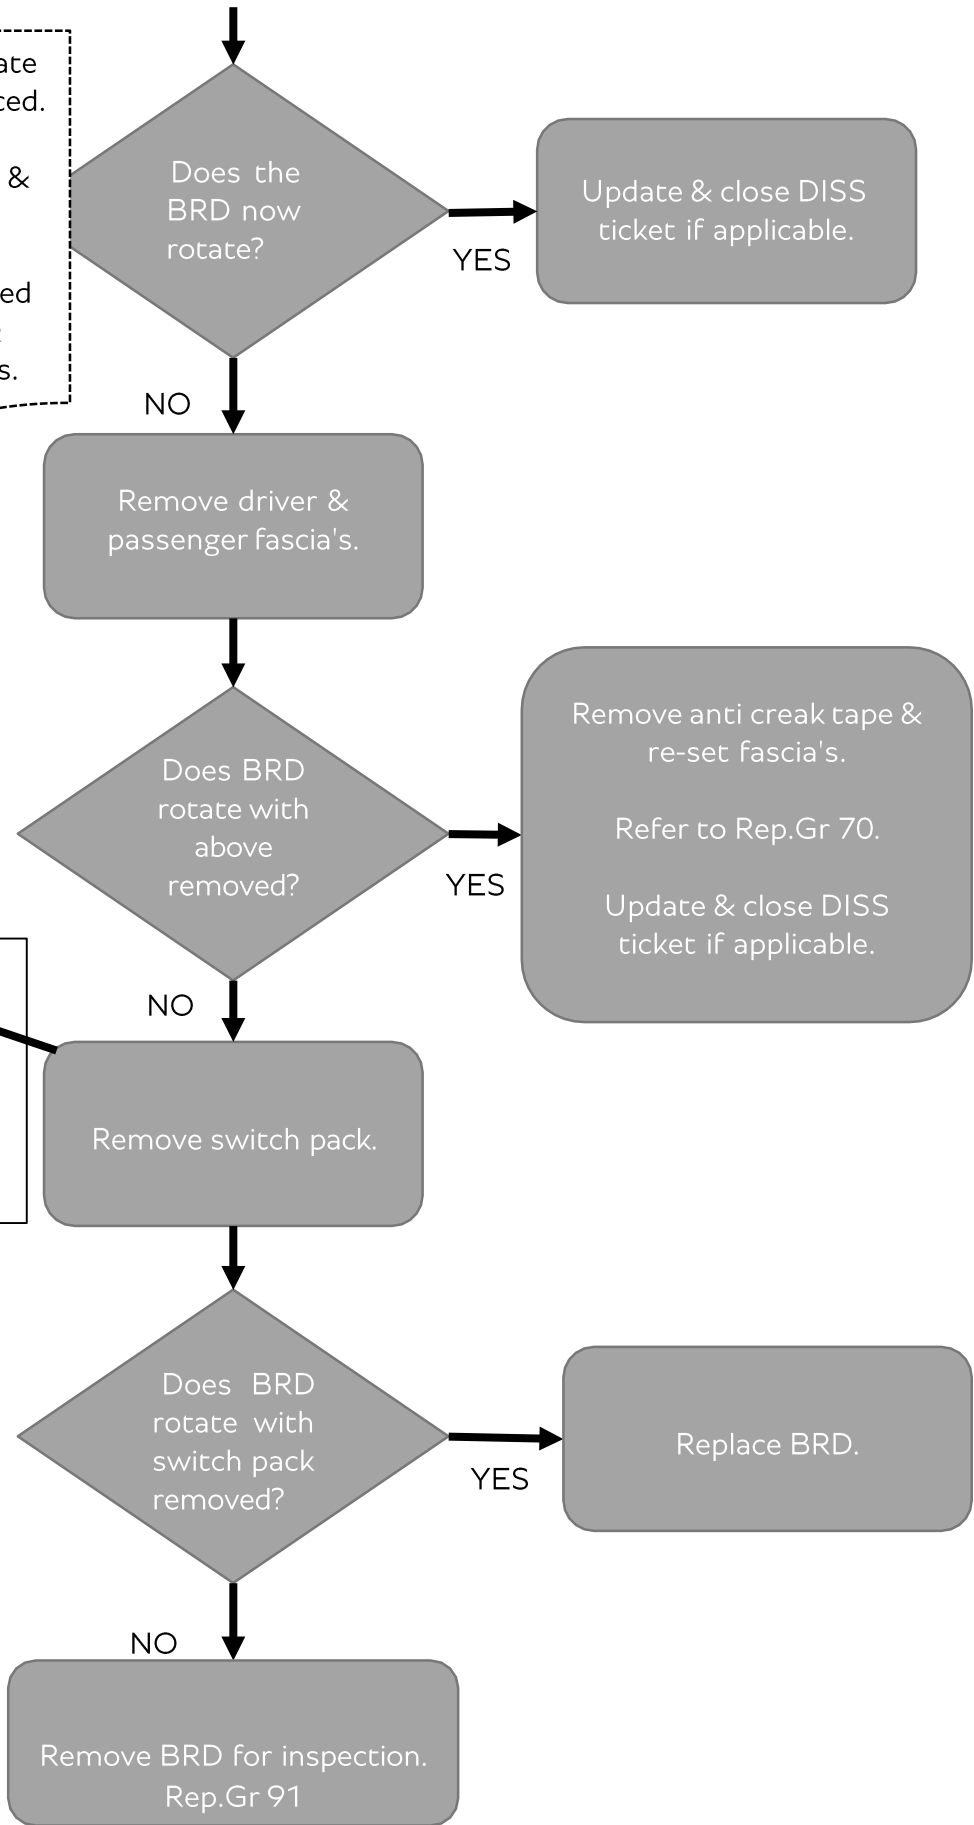 &
Does the
BRD now
rotate?
Update & close DISS
ticket if applicable.
YES
NO
Remove driver &
passenger fascia's.
Does BRD
rotate with
above
removed?
Remove anti creak tape &
re-set fascia's.
Refer to Rep.Gr 70.
Update & close DISS
ticket if applicable.
YES
NO
Remove switch pack.
Does BRD
rotate with
switch pack
removed?
Replace BRD.
YES
NO
Remove BRD for inspection.
Rep.Gr 91